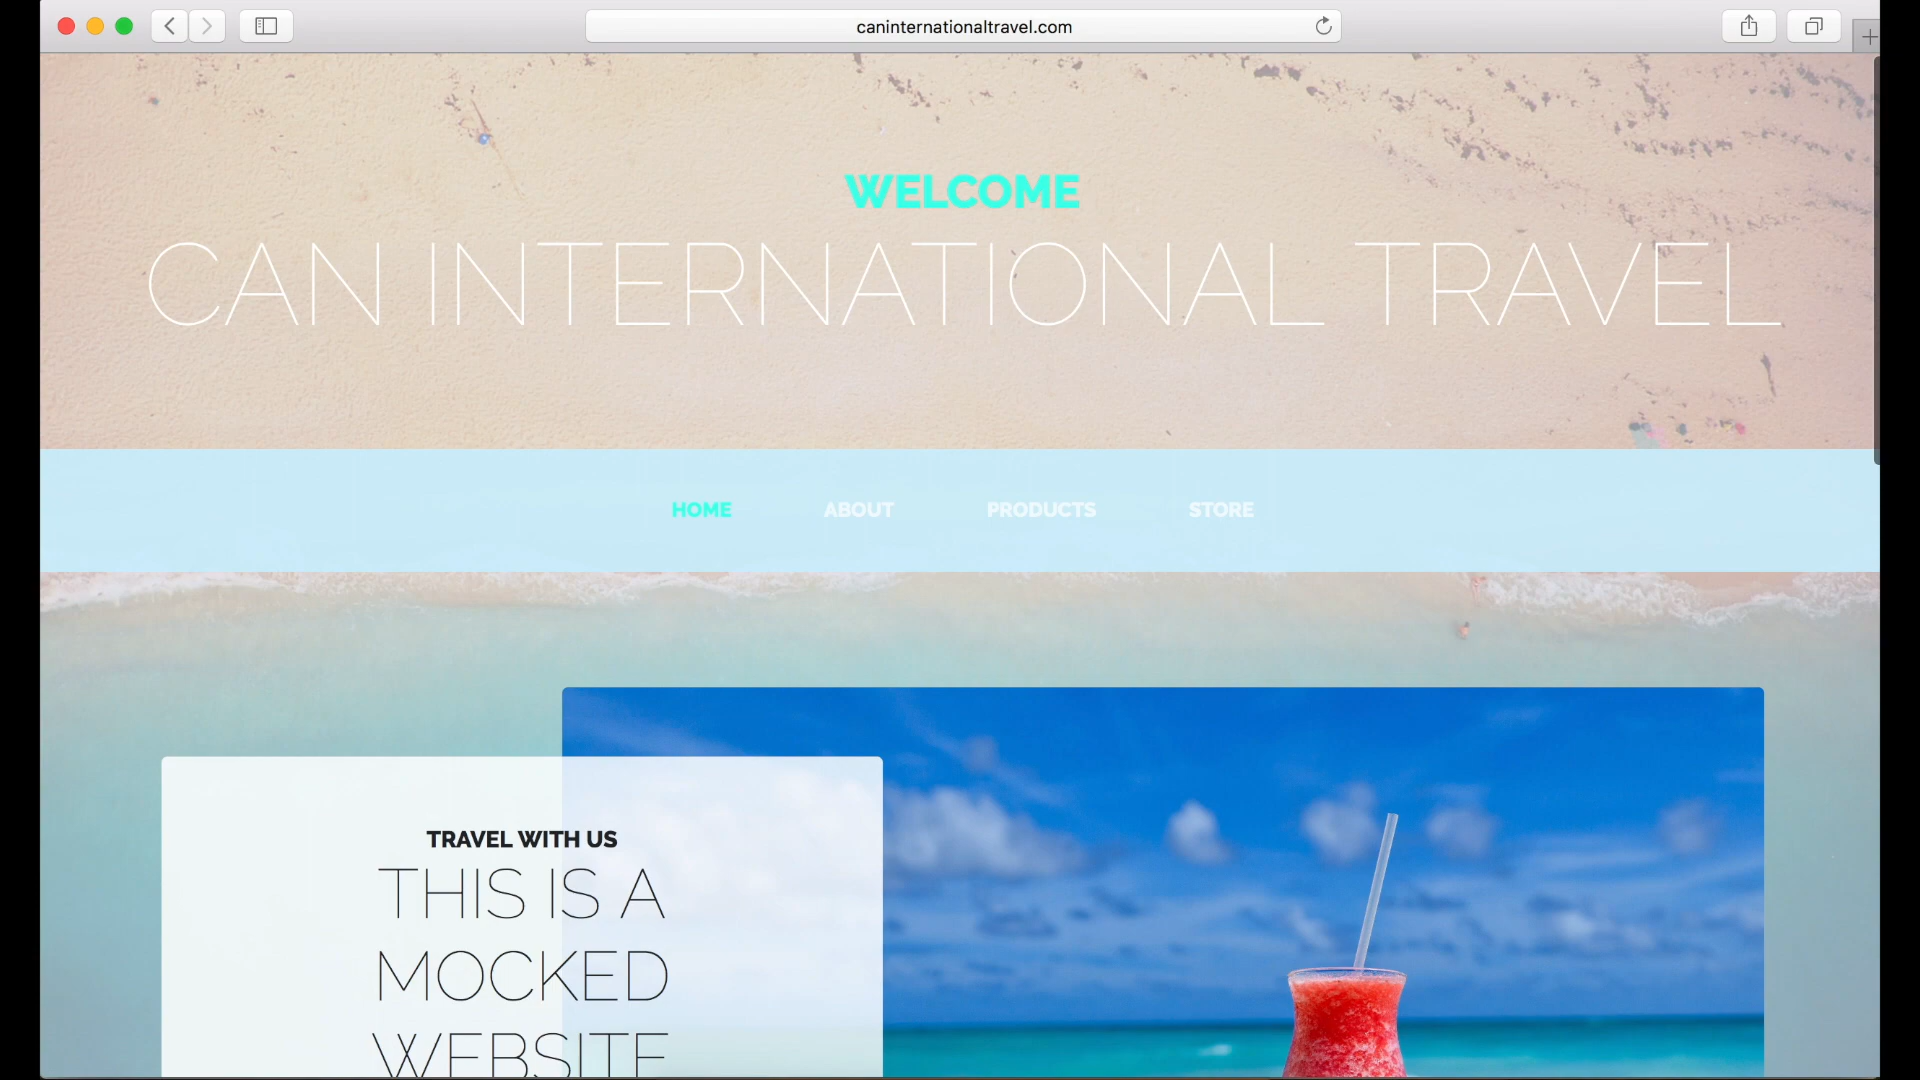 caninternationaltravel.com
WELCOME
CAN INTERNATIONAL TRAVEL
HOME ABOUT PRODUCTS STORE
TRAVEL WITH US
THIS IS A
MOCKED
WEBSITE